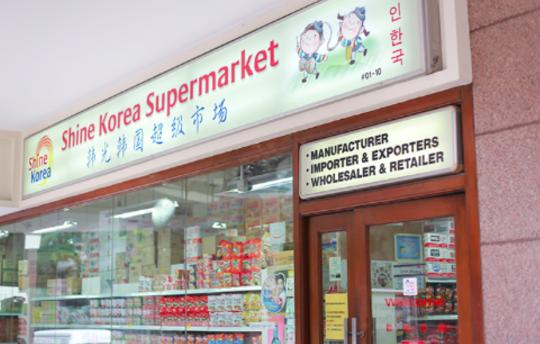 Shine Korea Supermarket
韩光韩国超级市场
Shine
Korea
인 한국
#01-10
• MANUFACTURER
• IMPORTER & EXPORTERS
• WHOLESALER & RETAILER
welcome